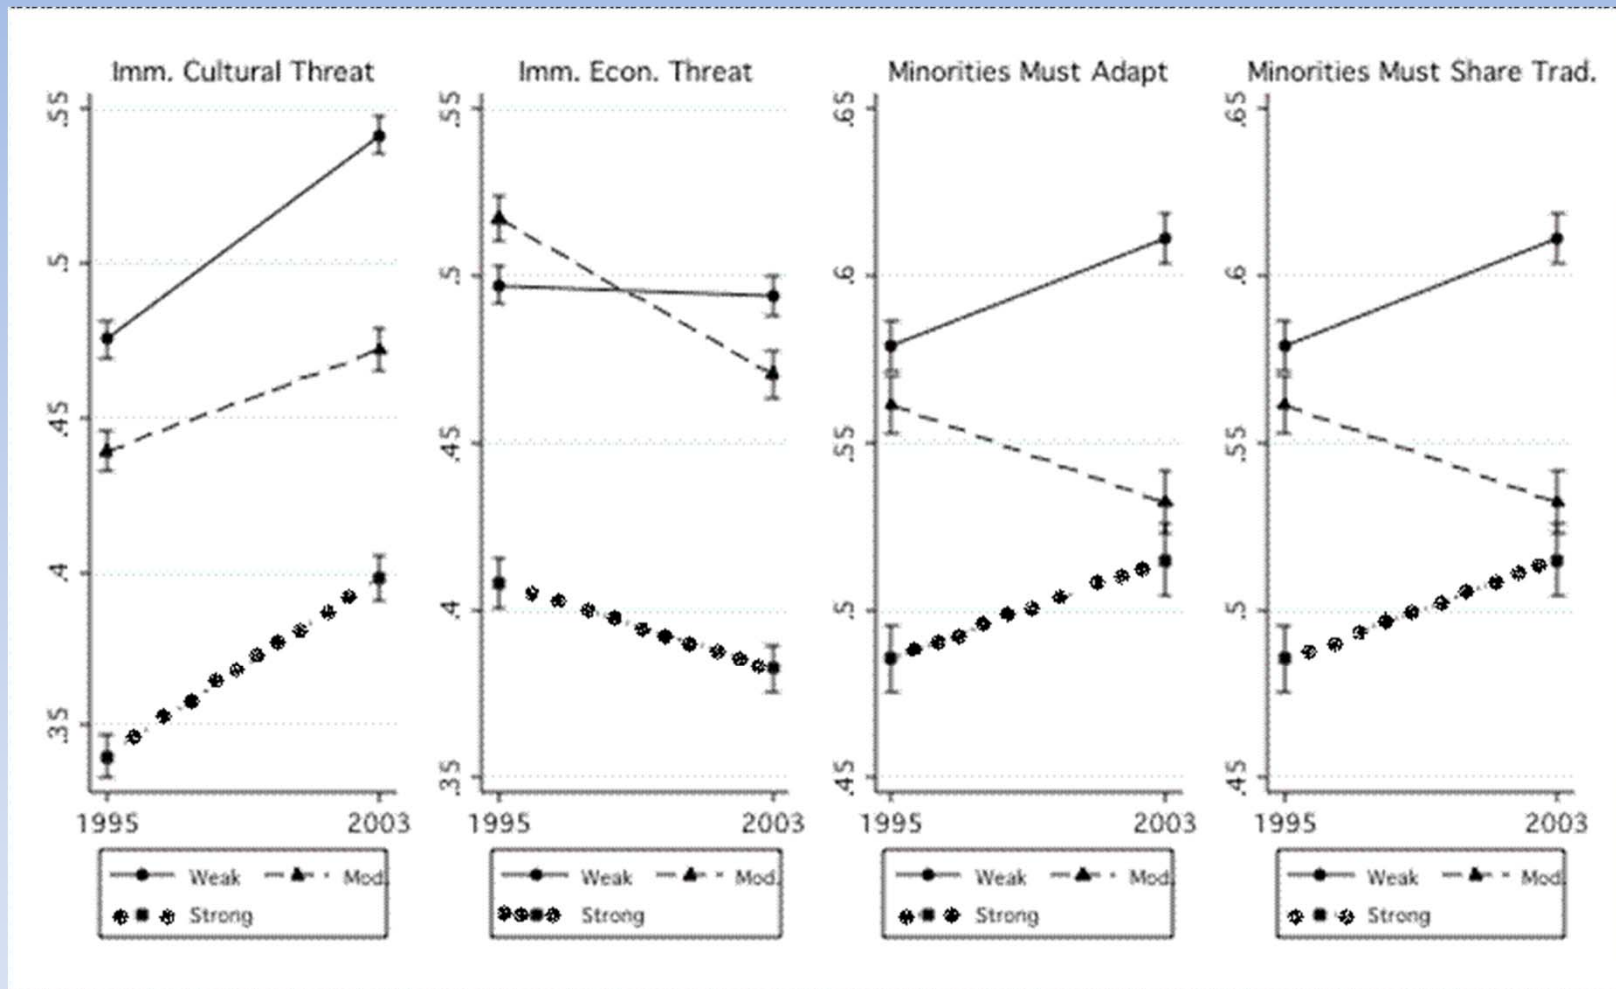 Imm. Cultural Threat
.55
.5
.45
.4
.35
1995 2003
Weak Mod.
Strong
Imm. Econ. Threat
.55
.5
.45
.4
.35
1995 2003
Weak Mod.
Strong
Minorities Must Adapt
.65
.6
.55
.5
.45
1995 2003
Weak Mod.
Strong
Minorities Must Share Trad.
.65
.6
.55
.5
.45
1995 2003
Weak Mod.
Strong